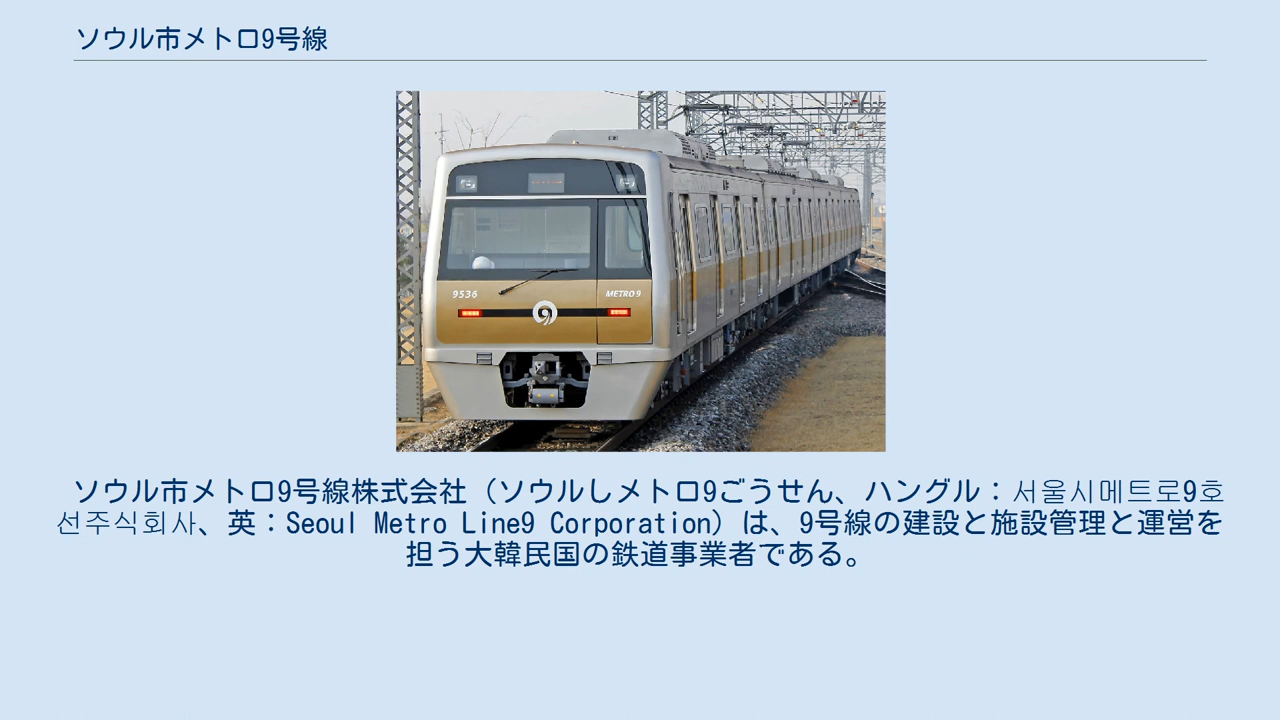 ソウル市メトロ9号線
9536
METRO 9
9
ソウル市メトロ9号線株式会社（ソウルしメトロ9ごうせん、ハングル：서울시메트로9호
선주식회사、英：Seoul Metro Line9 Corporation）は、9号線の建設と施設管理と運営を
担う大韓民国の鉄道事業者である。